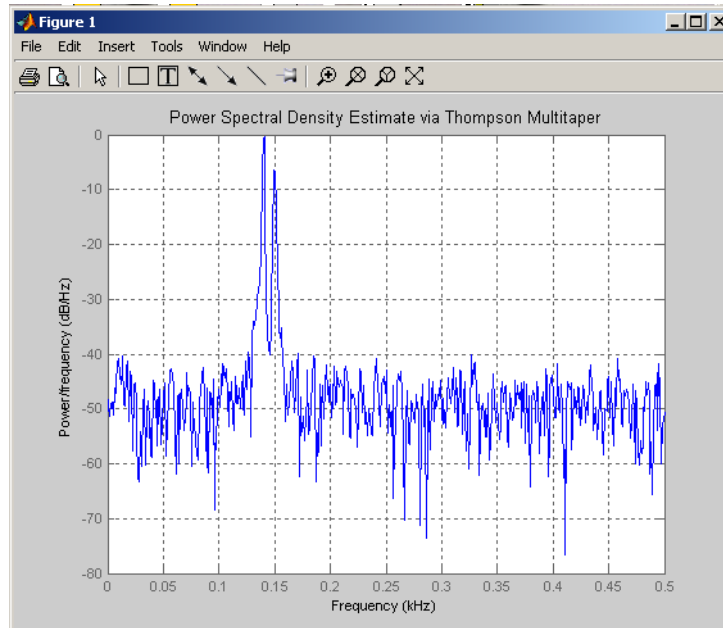 Figure 1
File Edit Insert Tools Window Help
T
Power Spectral Density Estimate via Thompson Multitaper
0
-10
-20
-30
-40
-50
-60
-70
-80
Power/frequency (dB/Hz)
0 0.05 0.1 0.15 0.2 0.25 0.3 0.35 0.4 0.45 0.5
Frequency (kHz)